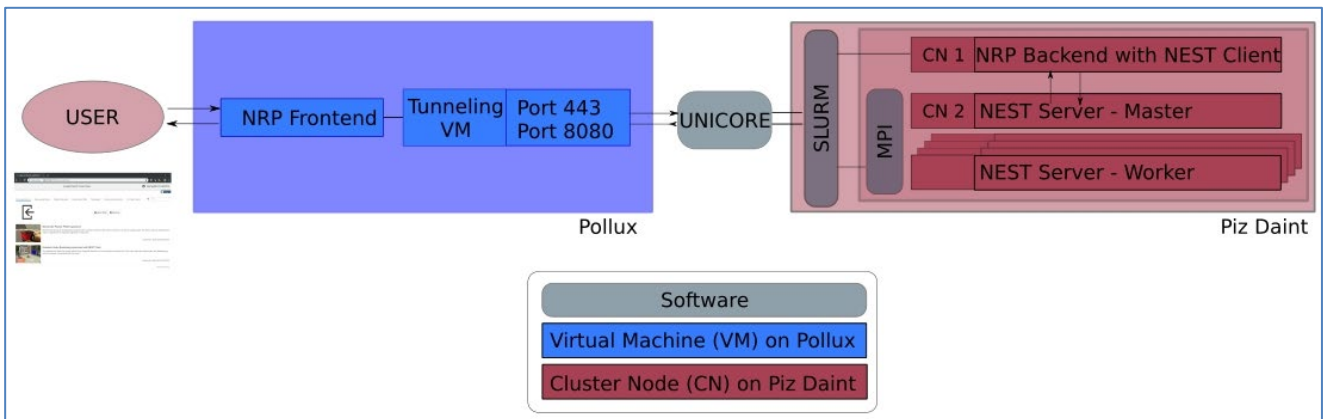 USER
NRP Frontend
Tunneling
VM
Port 443
Port 8080
Pollux
UNICORE
SLURM
MPI
CN 1
NRP Backend with NEST Client
CN 2
NEST Server - Master
NEST Server - Worker
Piz Daint
Software
Virtual Machine (VM) on Pollux
Cluster Node (CN) on Piz Daint